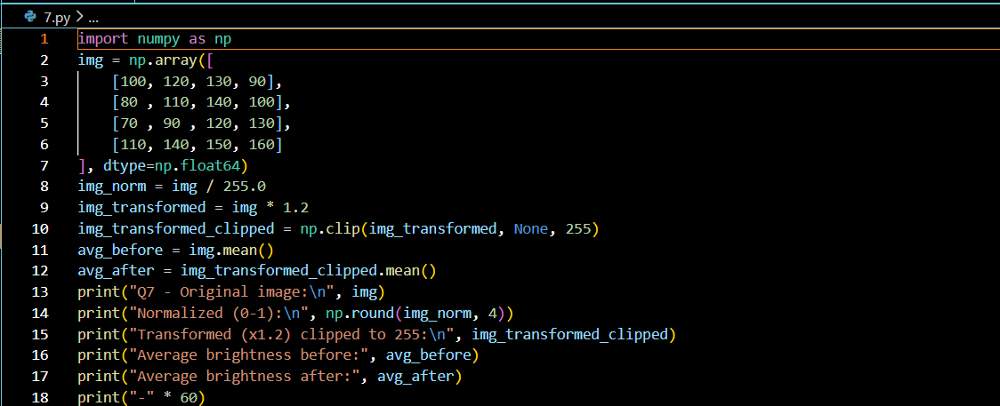 7.py > ...
1 import numpy as np
2 img = np.array([
3     [100, 120, 130, 90],
4     [80 , 110, 140, 100],
5     [70 , 90 , 120, 130],
6     [110, 140, 150, 160]
7 ], dtype=np.float64)
8 img_norm = img / 255.0
9 img_transformed = img * 1.2
10 img_transformed_clipped = np.clip(img_transformed, None, 255)
11 avg_before = img.mean()
12 avg_after = img_transformed_clipped.mean()
13 print("Q7 - Original image:\n", img)
14 print("Normalized (0-1):\n", np.round(img_norm, 4))
15 print("Transformed (x1.2) clipped to 255:\n", img_transformed_clipped)
16 print("Average brightness before:", avg_before)
17 print("Average brightness after:", avg_after)
18 print("-" * 60)